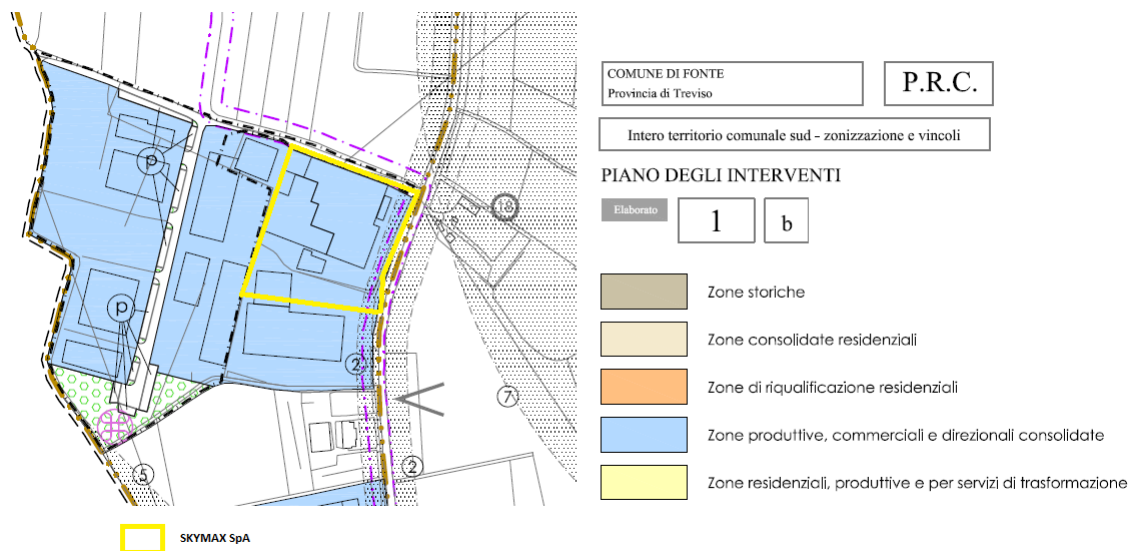 COMUNE DI FONTE
Provincia di Treviso
P.R.C.
Intero territorio comunale sud - zonizzazione e vincoli
PIANO DEGLI INTERVENTI
Elaborato
1
b
Zone storiche
Zone consolidate residenziali
Zone di riqualificazione residenziali
Zone produttive, commerciali e direzionali consolidate
Zone residenziali, produttive e per servizi di trasformazione
P
18
p
2
7
2
5
SKYMAX SpA